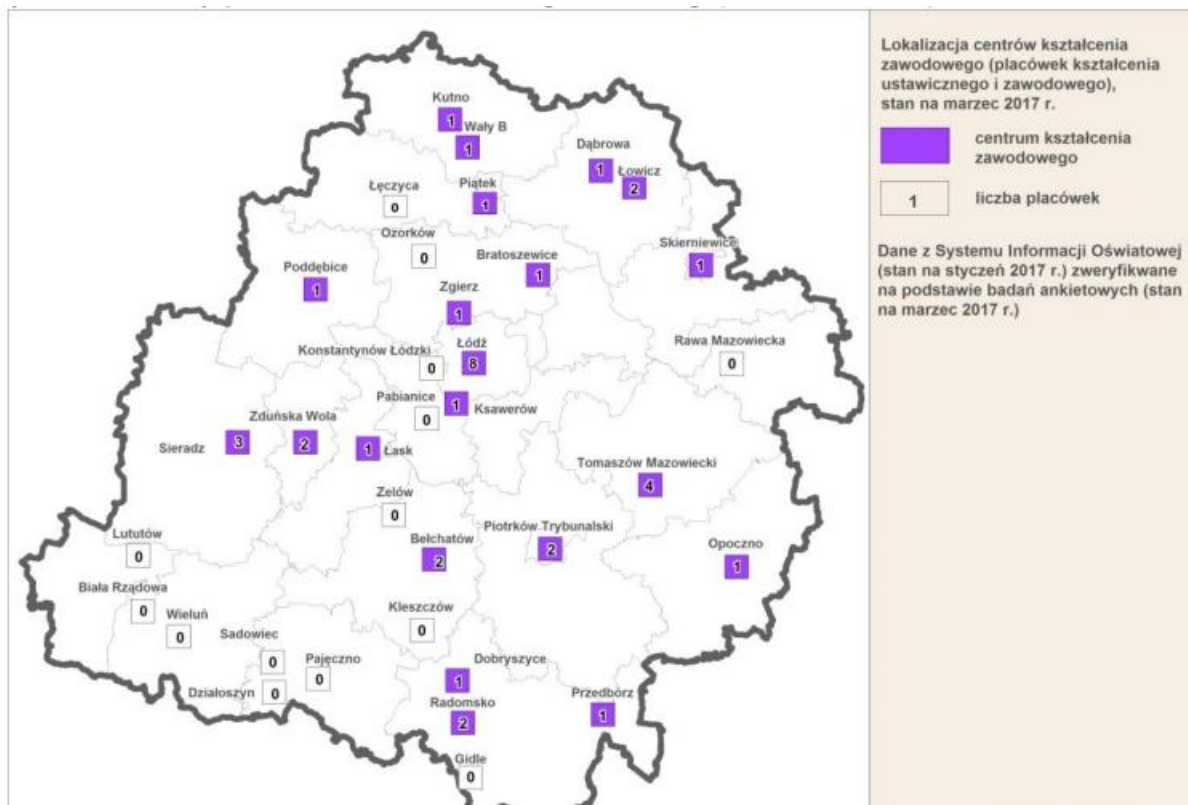 Kutno
1
Wały B
1
Dąbrowa
1
Łowicz
2
Łęczyca
0
Piątek
1
Ozorków
0
Bratoszewice
1
Skierniewice
1
Poddębice
1
Zgierz
1
Łódź
8
Konstantynów Łódzki
0
Rawa Mazowiecka
0
Pabianice
0
1
Ksawerów
Zduńska Wola
2
Sieradz
3
1
Łask
Tomaszów Mazowiecki
4
Zelów
0
Piotrków Trybunalski
2
Bełchatów
2
Opoczno
1
Lututów
0
Biała Rządowa
0
Wieluń
0
Kleszczów
0
Sadowiec
0
Pajęczno
0
Działoszyn
0
Dobryszyce
1
Radomsko
2
Przedbórz
1
Gidle
0
Lokalizacja centrów kształcenia
zawodowego (placówek kształcenia
ustawicznego i zawodowego),
stan na marzec 2017 r.
centrum kształcenia
zawodowego
1
liczba placówek
Dane z Systemu Informacji Oświatowej
(stan na styczeń 2017 r.) zweryfikwane
na podstawie badań ankietowych (stan
na marzec 2017 r.)